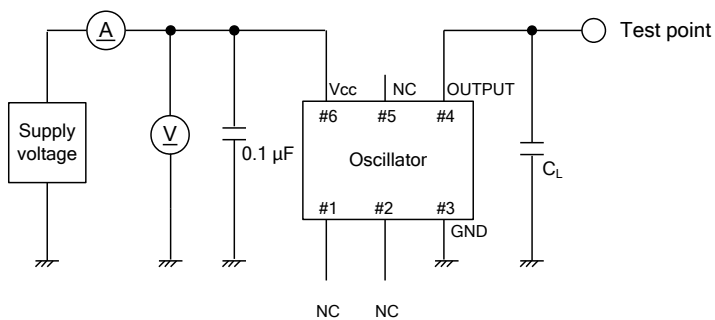 A
Test point
Vcc
NC
OUTPUT
#6
#5
#4
Supply
voltage
V
0.1 µF
Oscillator
CL
#1
#2
#3
GND
NC
NC